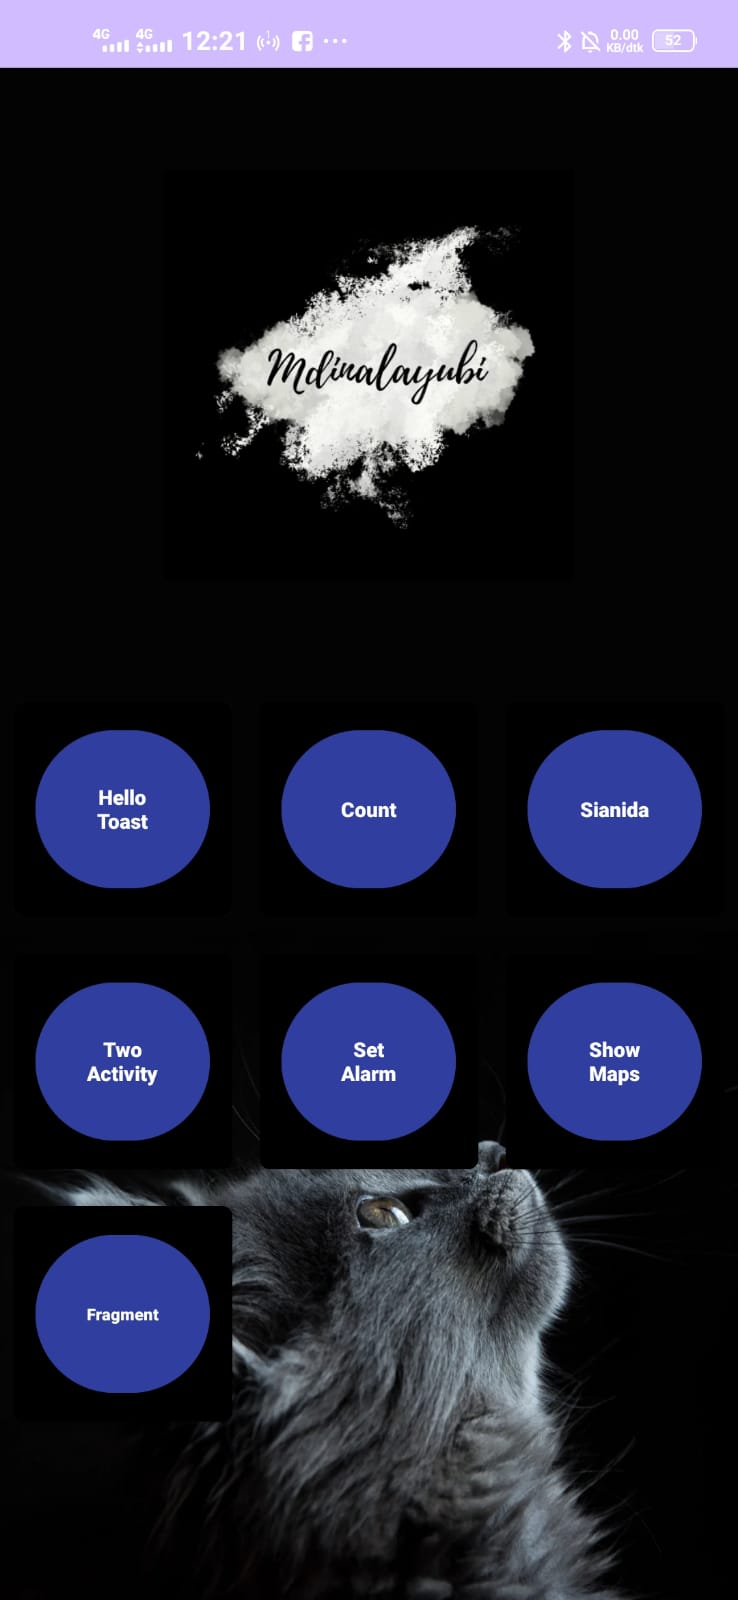 4G 4G 12:21 0.00 KB/dtk 52
Mdinalayubi
Hello
Toast
Count
Sianida
Two
Activity
Set
Alarm
Show
Maps
Fragment